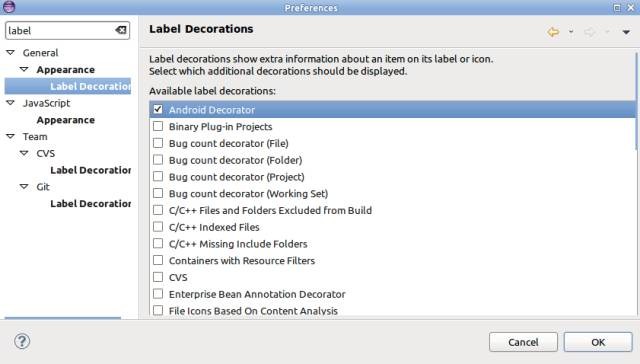 Preferences
label
General
Appearance
Label Decoration
JavaScript
Appearance
Team
CVS
Label Decoration
Git
Label Decoration
Label Decorations
Label decorations show extra information about an item on its label or icon.
Select which additional decorations should be displayed.
Available label decorations:
Android Decorator
Binary Plug-in Projects
Bug count decorator (File)
Bug count decorator (Folder)
Bug count decorator (Project)
Bug count decorator (Working Set)
C/C++ Files and Folders Excluded from Build
C/C++ Indexed Files
C/C++ Missing Include Folders
Containers with Resource Filters
CVS
Enterprise Bean Annotation Decorator
File Icons Based On Content Analysis
Cancel
OK